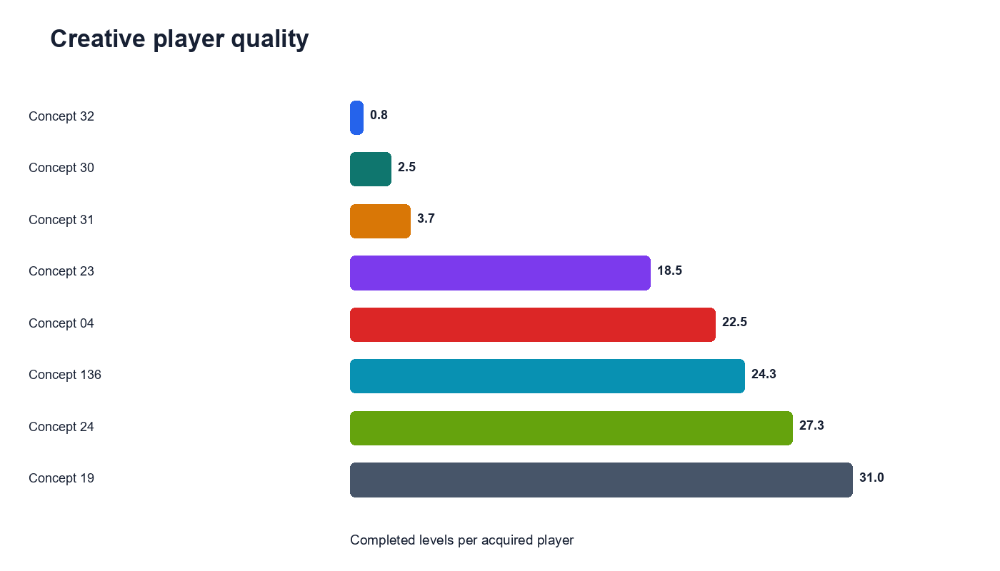 Creative player quality
Concept 32 0.8
Concept 30 2.5
Concept 31 3.7
Concept 23 18.5
Concept 04 22.5
Concept 136 24.3
Concept 24 27.3
Concept 19 31.0
Completed levels per acquired player